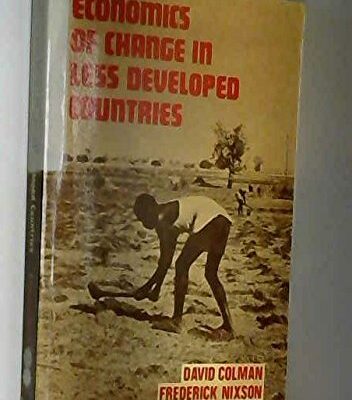 ECONOMICS
OF CHANGE IN
LESS DEVELOPED
COUNTRIES
DAVID COLMAN
FREDERICK NIXSON